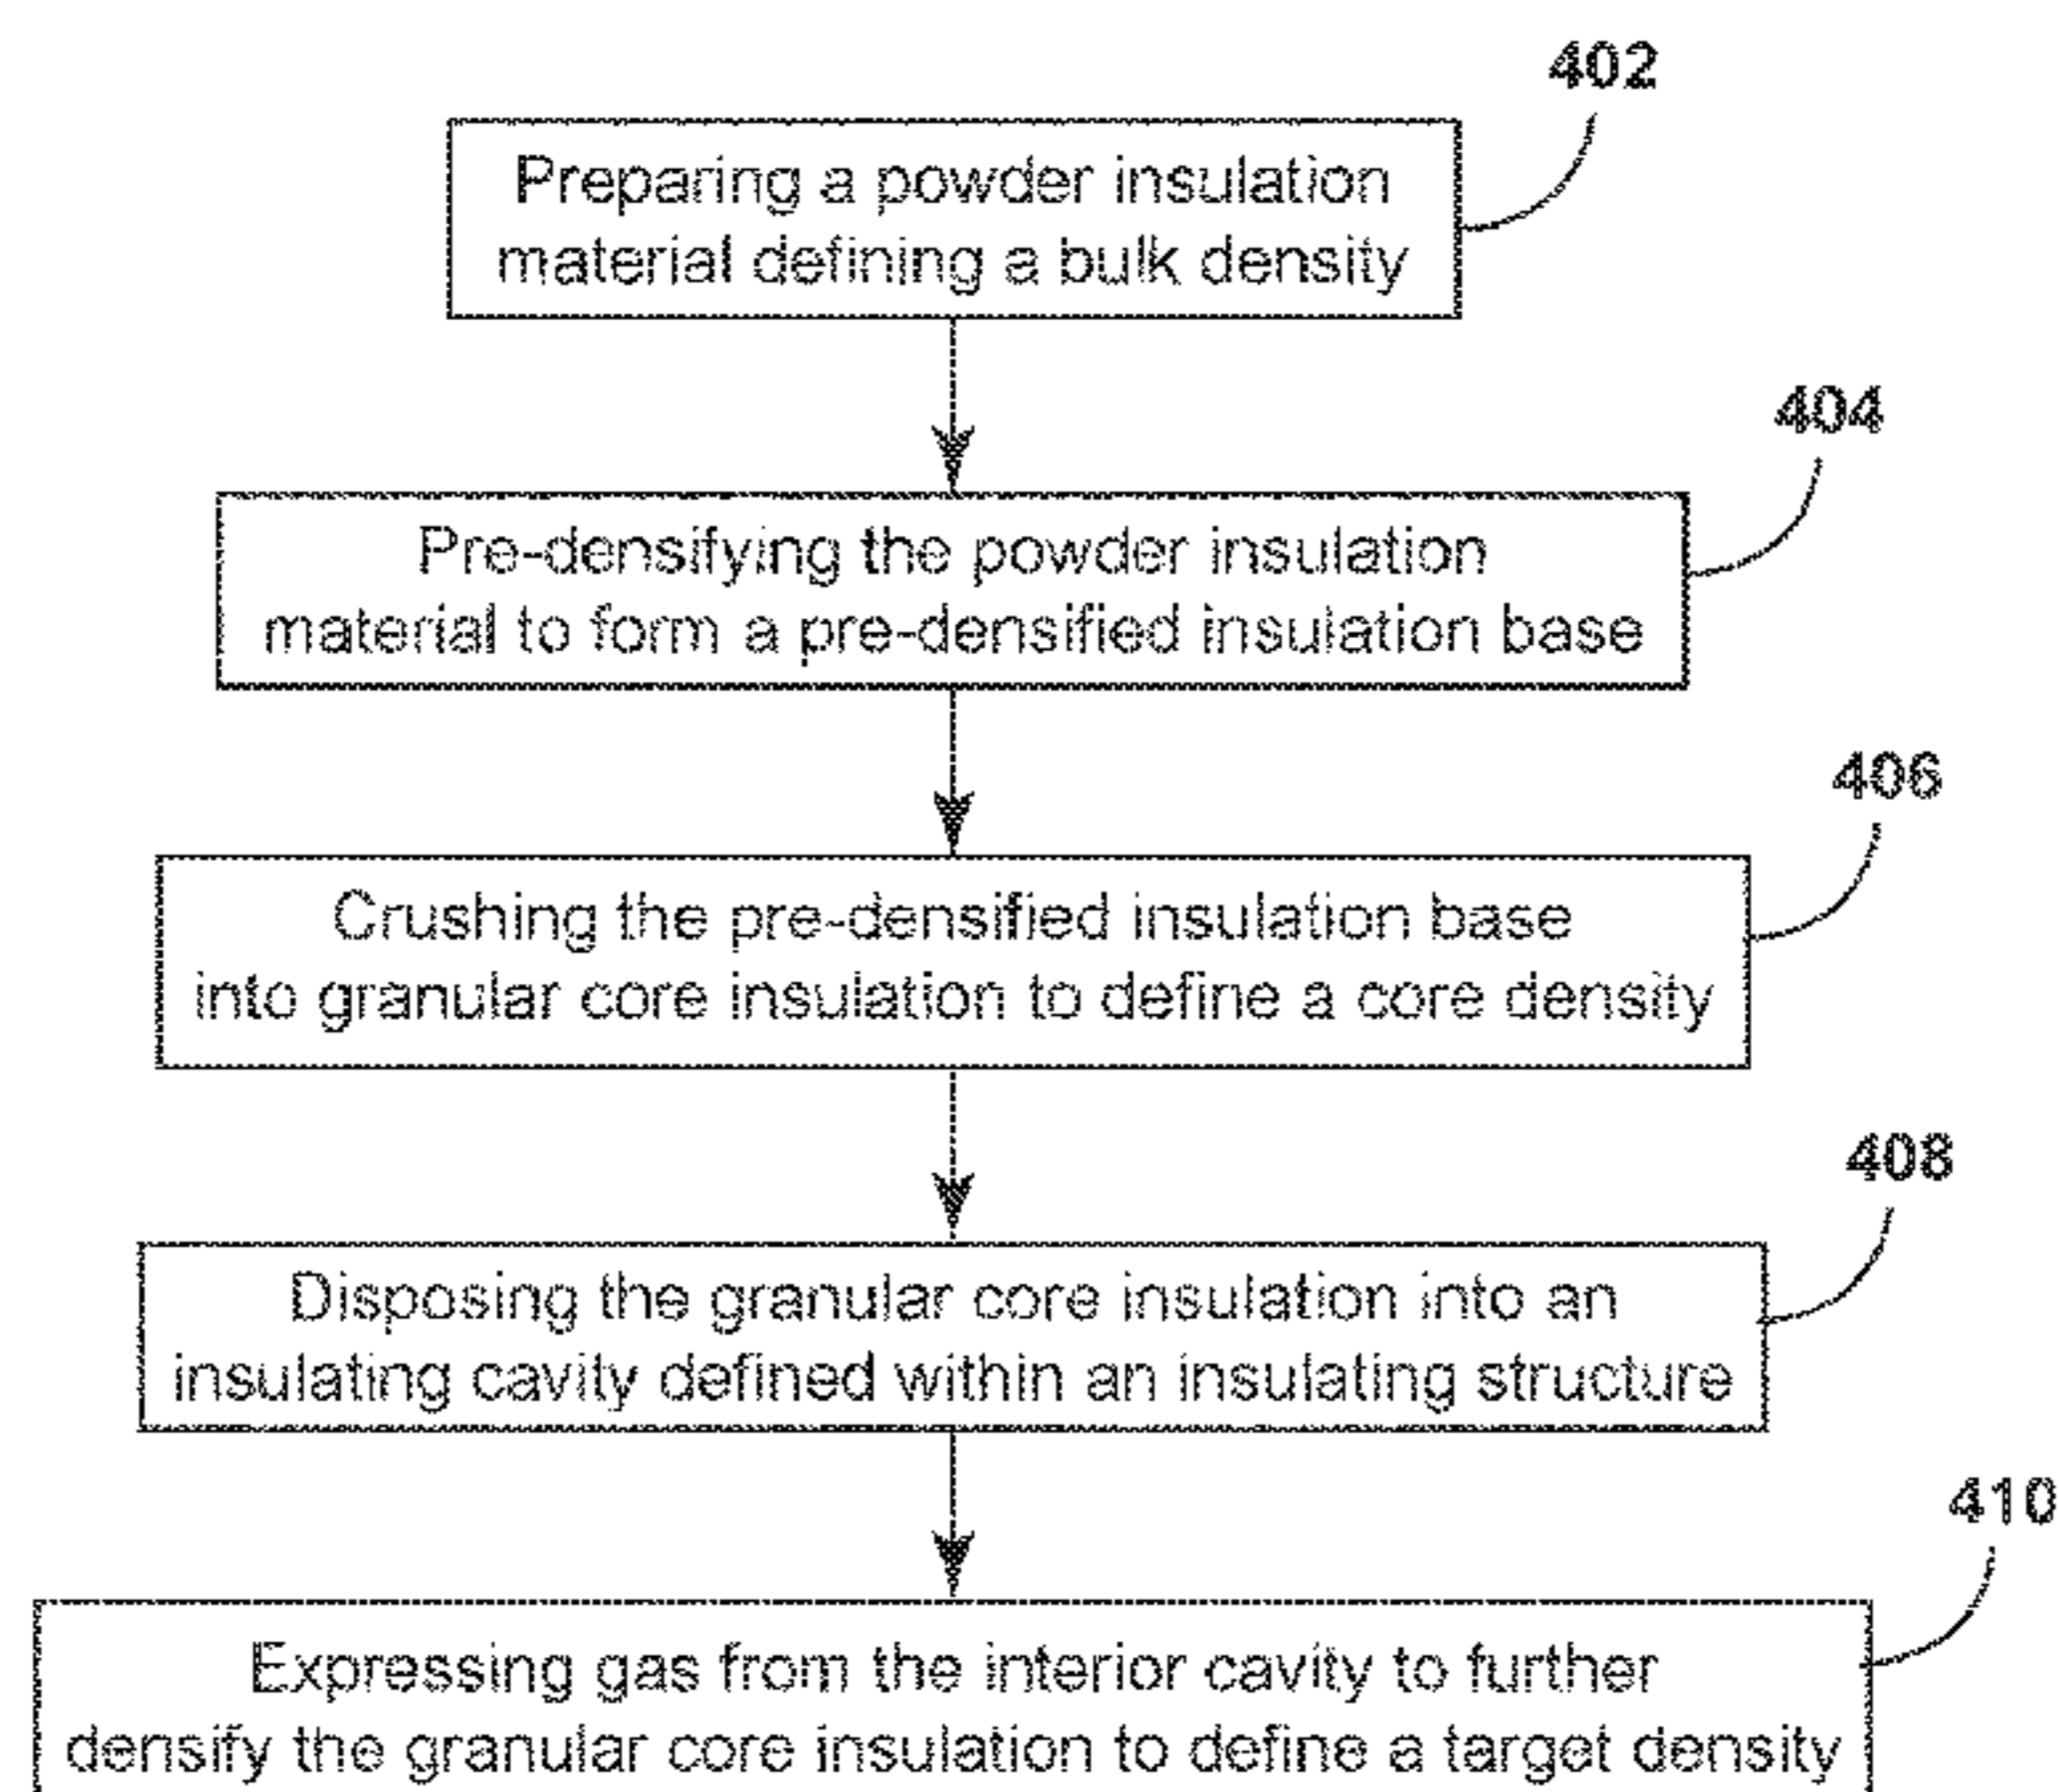 402
Preparing a powder insulation
material defining a bulk density
404
Pre-densifying the powder insulation
material to form a pre-densified insulation base
406
Crushing the pre-densified insulation base
into granular core insulation to define a core density
408
Disposing the granular core insulation into an
insulating cavity defined within an insulating structure
410
Expressing gas from the interior cavity to further
densify the granular core insulation to define a target density